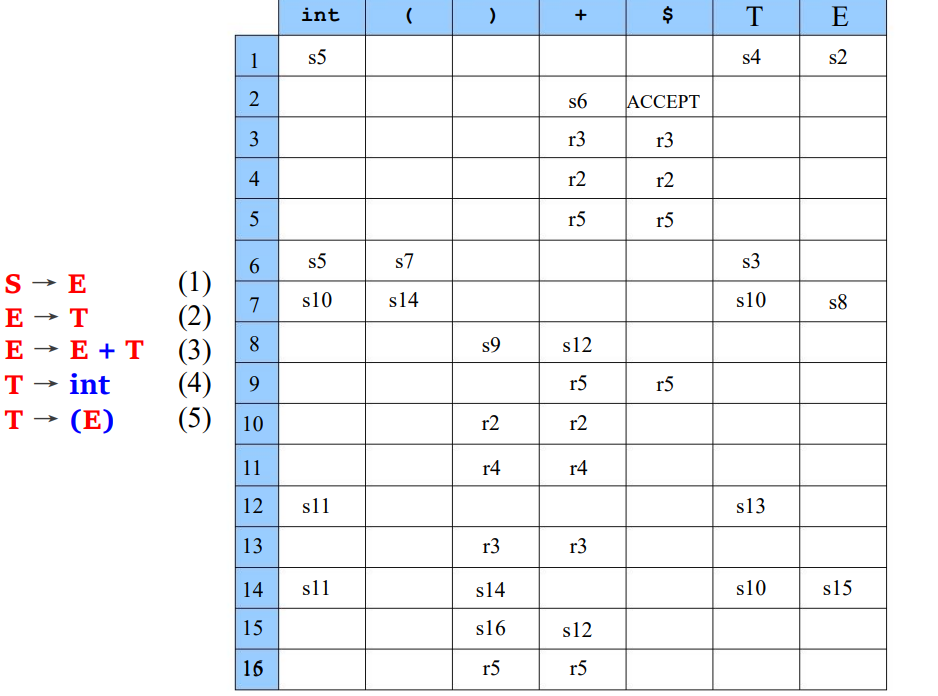 int ( ) + $ T E
1 s5 s4 s2
2 s6 ACCEPT
3 r3 r3
4 r2 r2
5 r5 r5
6 s5 s7 s3
7 s10 s14 s10 s8
8 s9 s12
9 r5 r5
10 r2 r2
11 r4 r4
12 s11 s13
13 r3 r3
14 s11 s14 s10 s15
15 s16 s12
16 r5 r5
S → E (1)
E → T (2)
E → E + T (3)
T → int (4)
T → (E) (5)